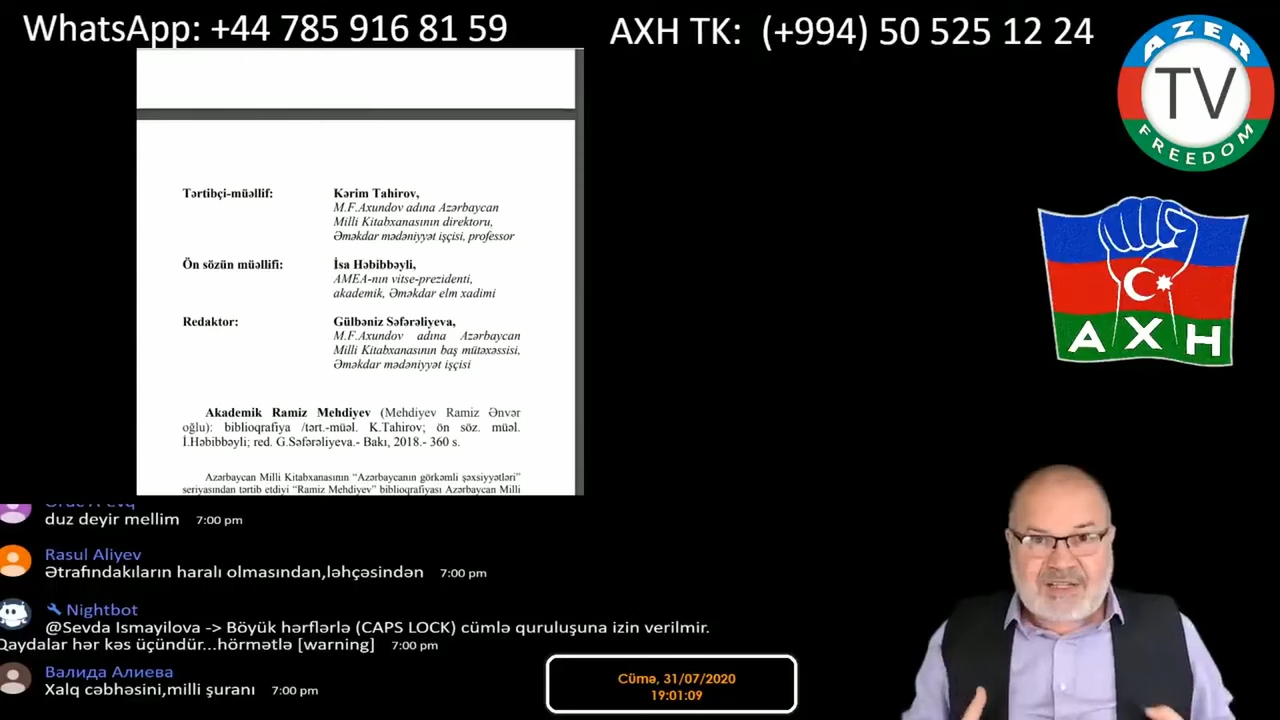 WhatsApp: +44 785 916 81 59
AXH TK: (+994) 50 525 12 24
AZER
TV
FREEDOM
AXH
Tərtibçi-müəllif:
Kərim Tahirov,
M.F.Axundov adına Azərbaycan
Milli Kitabxanasının direktoru,
Əməkdar mədəniyyət işçisi, professor
Ön sözün müəllifi:
İsa Həbibbəyli,
AMEA-nın vitse-prezidenti,
akademik, Əməkdar elm xadimi
Redaktor:
Gülbəniz Səfərəliyeva,
M.F.Axundov adına Azərbaycan
Milli Kitabxanasının baş mütəxəssisi,
Əməkdar mədəniyyət işçisi
Akademik Ramiz Mehdiyev (Mehdiyev Ramiz Ənvər
oğlu): biblioqrafiya /tərt.-müəl. K.Tahirov; ön söz. müəl.
İ.Həbibbəyli; red. G.Səfərəliyeva.- Bakı, 2018.- 360 s.
Azərbaycan Milli Kitabxanasının “Azərbaycanın görkəmli şəxsiyyətləri”
seriyasından tərtib etdiyi “Ramiz Mehdiyev” biblioqrafiyası Azərbaycan Milli
duz deyir mellim 7:00 pm
Rasul Aliyev
Ətrafındakıların haralı olmasından,ləhçəsindən 7:00 pm
Nightbot
@Sevda Ismayilova -> Böyük hərflərlə (CAPS LOCK) cümlə quruluşuna izin verilmir.
Qaydalar hər kəs üçündür...hörmətlə [warning] 7:00 pm
Валида Алиева
Xalq cəbhəsini,milli şuranı 7:00 pm
Cümə, 31/07/2020
19:01:09